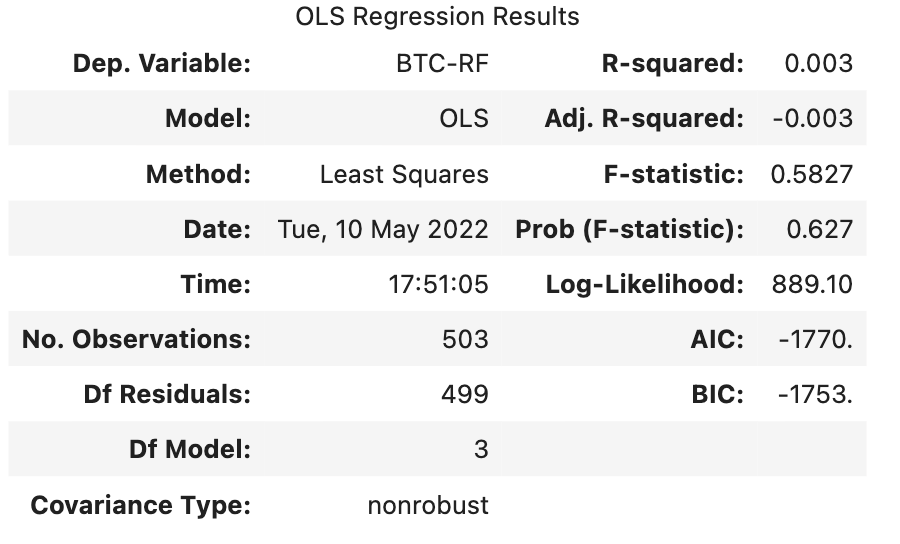 OLS Regression Results
Dep. Variable: BTC-RF R-squared: 0.003
Model: OLS Adj. R-squared: -0.003
Method: Least Squares F-statistic: 0.5827
Date: Tue, 10 May 2022 Prob (F-statistic): 0.627
Time: 17:51:05 Log-Likelihood: 889.10
No. Observations: 503 AIC: -1770.
Df Residuals: 499 BIC: -1753.
Df Model: 3
Covariance Type: nonrobust